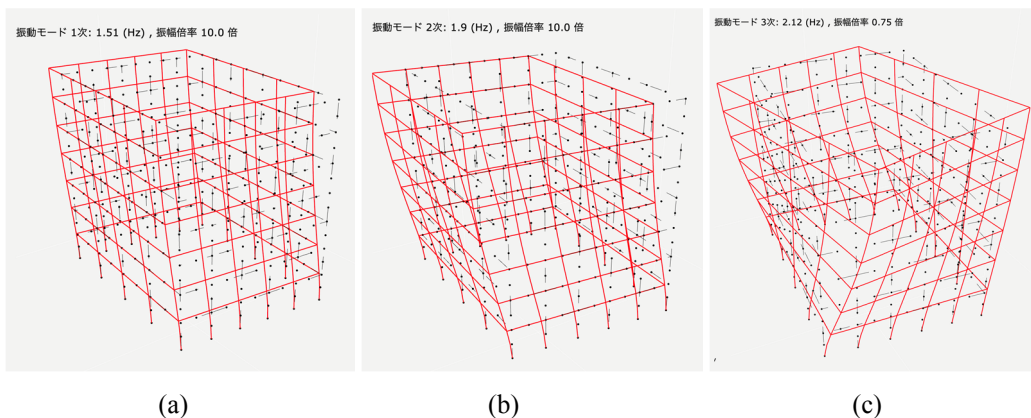 振動モード 1次: 1.51 (Hz) , 振幅倍率 10.0 倍
振動モード 2次: 1.9 (Hz) , 振幅倍率 10.0 倍
振動モード 3次: 2.12 (Hz) , 振幅倍率 0.75 倍
(a)
(b)
(c)